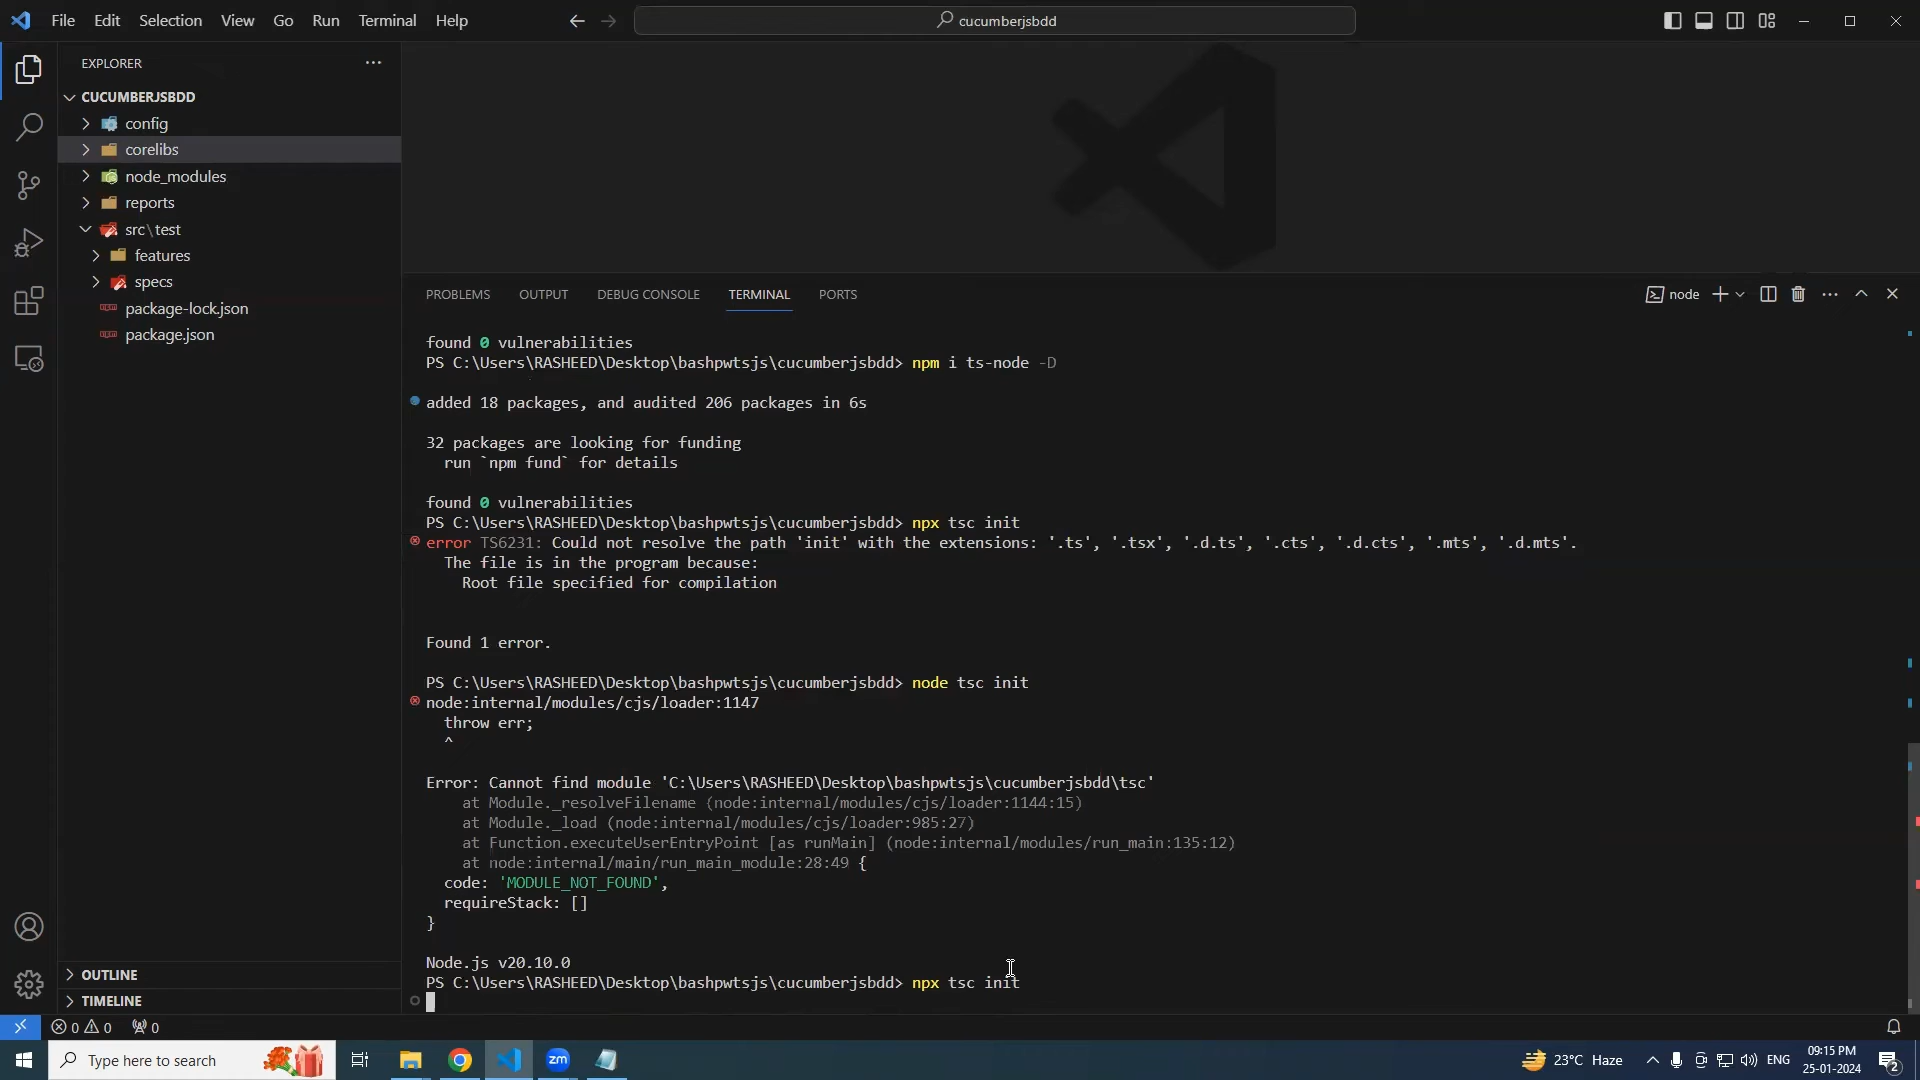 File Edit Selection View Go Run Terminal Help
cucumberjsbdd
EXPLORER
CUCUMBERJSBDD
config
corelibs
node_modules
reports
src\test
features
specs
package-lock.json
package.json
OUTLINE
TIMELINE
PROBLEMS OUTPUT DEBUG CONSOLE TERMINAL PORTS
node
found 0 vulnerabilities
PS C:\Users\RASHEED\Desktop\bashpwtsjs\cucumberjsbdd> npm i ts-node -D
added 18 packages, and audited 206 packages in 6s
32 packages are looking for funding
run `npm fund` for details
found 0 vulnerabilities
PS C:\Users\RASHEED\Desktop\bashpwtsjs\cucumberjsbdd> npx tsc init
error TS6231: Could not resolve the path 'init' with the extensions: '.ts', '.tsx', '.d.ts', '.cts', '.d.cts', '.mts', '.d.mts'.
The file is in the program because:
Root file specified for compilation
Found 1 error.
PS C:\Users\RASHEED\Desktop\bashpwtsjs\cucumberjsbdd> node tsc init
node:internal/modules/cjs/loader:1147
throw err;
^
Error: Cannot find module 'C:\Users\RASHEED\Desktop\bashpwtsjs\cucumberjsbdd\tsc'
at Module._resolveFilename (node:internal/modules/cjs/loader:1144:15)
at Module._load (node:internal/modules/cjs/loader:985:27)
at Function.executeUserEntryPoint [as runMain] (node:internal/modules/run_main:135:12)
at node:internal/main/run_main_module:28:49 {
code: 'MODULE_NOT_FOUND',
requireStack: []
}
Node.js v20.10.0
PS C:\Users\RASHEED\Desktop\bashpwtsjs\cucumberjsbdd> npx tsc init
0 0 0
Type here to search
zm
23°C Haze
ENG
09:15 PM
25-01-2024
2